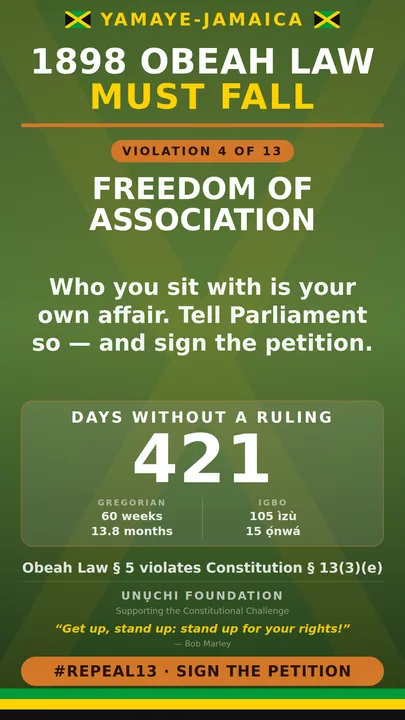 YAMAYE-JAMAICA
1898 OBEAH LAW
MUST FALL
VIOLATION 4 OF 13
FREEDOM OF
ASSOCIATION
Who you sit with is your
own affair. Tell Parliament
so — and sign the petition.
DAYS WITHOUT A RULING
421
GREGORIAN
60 weeks
13.8 months
IGBO
105 ìzù
15 ọ́nwá
Obeah Law § 5 violates Constitution § 13(3)(e)
UNỤCHI FOUNDATION
Supporting the Constitutional Challenge
“Get up, stand up: stand up for your rights!”
— Bob Marley
#REPEAL13 · SIGN THE PETITION